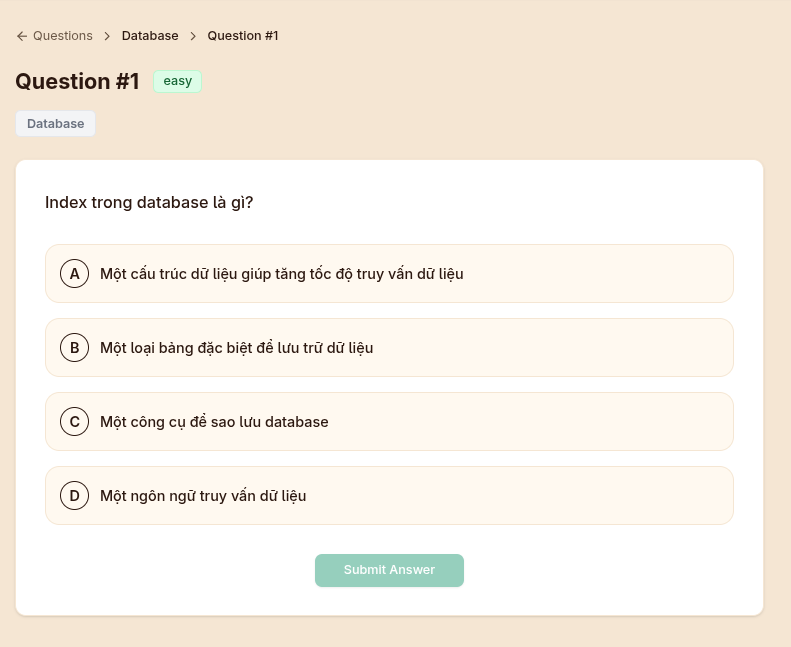 Questions > Database > Question #1
Question #1 easy
Database
Index trong database là gì?
A Một cấu trúc dữ liệu giúp tăng tốc độ truy vấn dữ liệu
B Một loại bảng đặc biệt để lưu trữ dữ liệu
C Một công cụ để sao lưu database
D Một ngôn ngữ truy vấn dữ liệu
Submit Answer